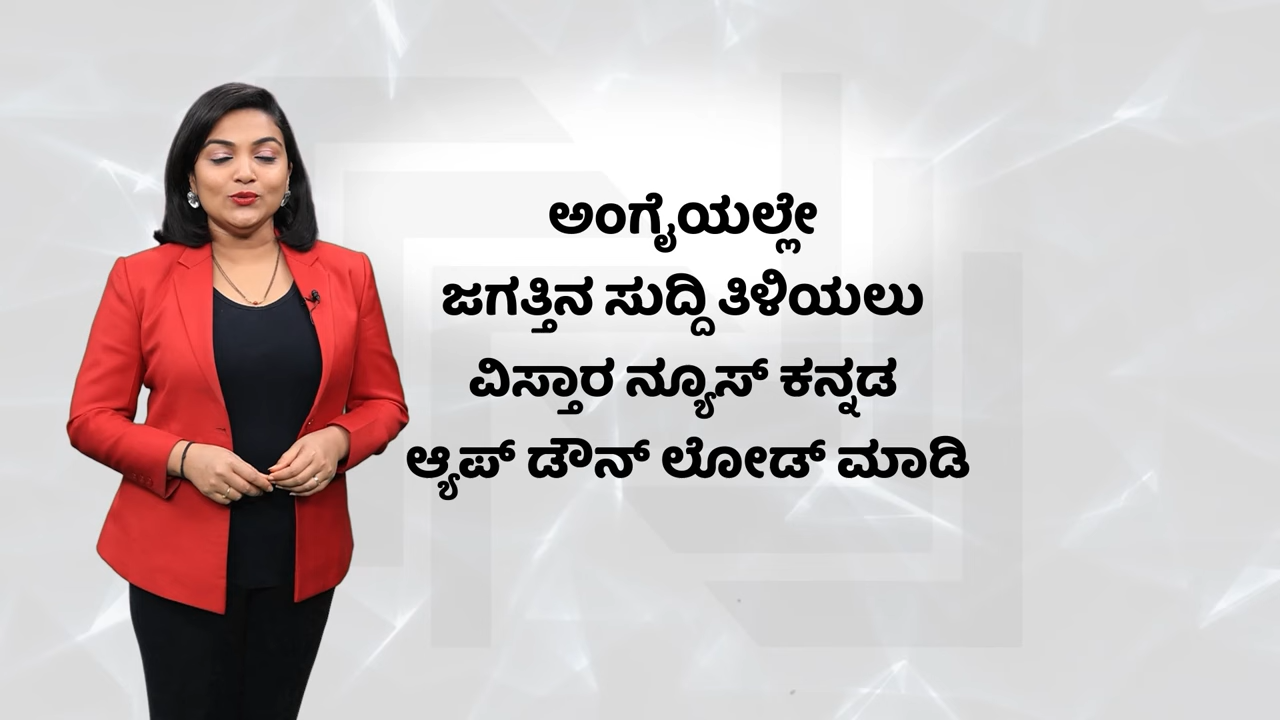 ಅಂಗೈಯಲ್ಲೇ
ಜಗತ್ತಿನ ಸುದ್ದಿ ತಿಳಿಯಲು
ವಿಸ್ತಾರ ನ್ಯೂಸ್ ಕನ್ನಡ
ಆ್ಯಪ್ ಡೌನ್ ಲೋಡ್ ಮಾಡಿ